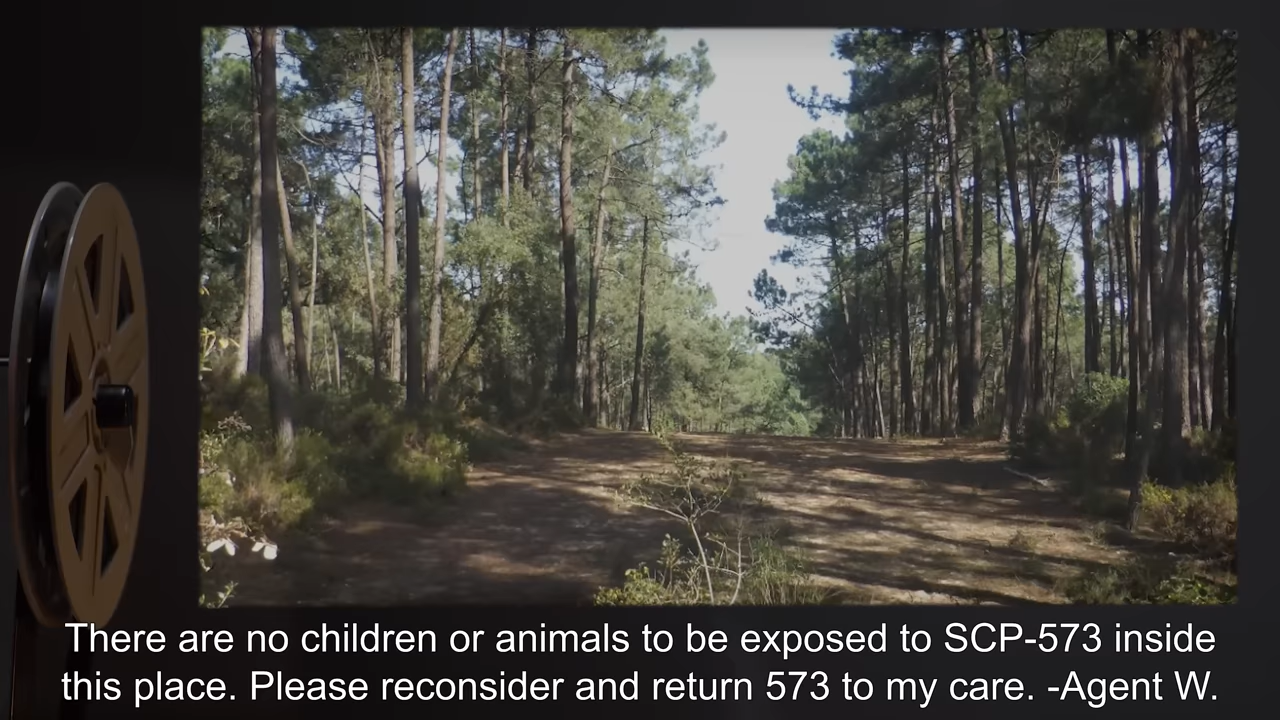 There are no children or animals to be exposed to SCP-573 inside
this place. Please reconsider and return 573 to my care. -Agent W.